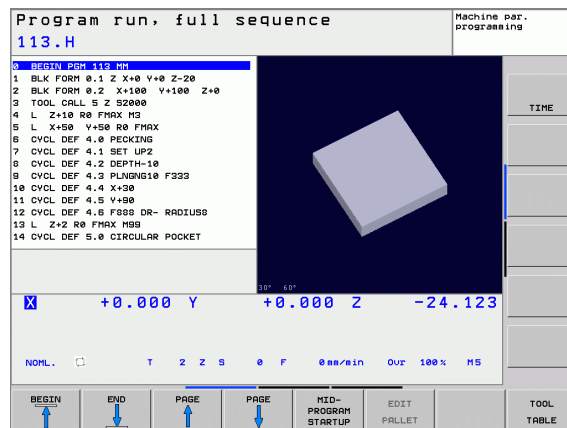 Program run, full sequence
Machine par. programming
113.H
0 BEGIN PGM 113 MM
1 BLK FORM 0.1 Z X+0 Y+0 Z-20
2 BLK FORM 0.2 X+100 Y+100 Z+0
3 TOOL CALL 5 Z S2000
4 L Z+10 R0 FMAX M3
5 L X+50 Y+50 R0 FMAX
6 CYCL DEF 4.0 PECKING
7 CYCL DEF 4.1 SET UP2
8 CYCL DEF 4.2 DEPTH-10
9 CYCL DEF 4.3 PLNGNG10 F333
10 CYCL DEF 4.4 X+30
11 CYCL DEF 4.5 Y+90
12 CYCL DEF 4.6 F888 DR- RADIUS8
13 L Z+2 R0 FMAX M99
14 CYCL DEF 5.0 CIRCULAR POCKET
30° 60°
TIME
X +0.000 Y +0.000 Z -24.123
NOML. T 2 Z S 0 F 0mm/min Ovr 100% M5
BEGIN
END
PAGE
PAGE
MID-
PROGRAM
STARTUP
EDIT
PALLET
TOOL
TABLE